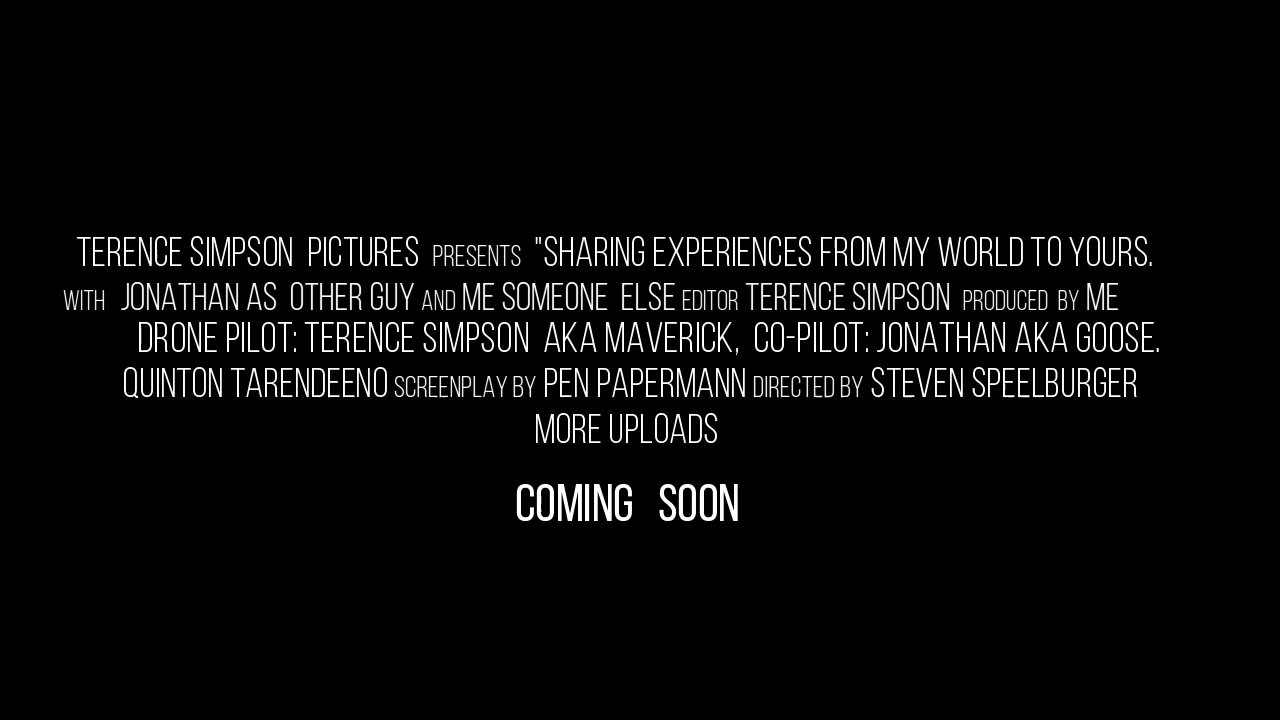 TERENCE SIMPSON PICTURES PRESENTS "SHARING EXPERIENCES FROM MY WORLD TO YOURS.
WITH JONATHAN AS OTHER GUY AND ME SOMEONE ELSE EDITOR TERENCE SIMPSON PRODUCED BY ME
DRONE PILOT: TERENCE SIMPSON AKA MAVERICK, CO-PILOT: JONATHAN AKA GOOSE.
QUINTON TARENDEENO SCREENPLAY BY PEN PAPERMANN DIRECTED BY STEVEN SPEELBURGER
MORE UPLOADS
COMING SOON